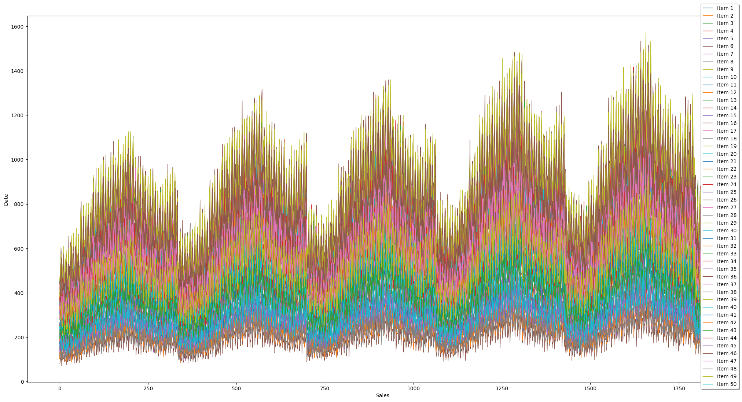 1600
1400
1200
1000
800
600
400
200
0
Date
0
250
500
750
1000
1250
1500
1750
Sales
Item 1
Item 2
Item 3
Item 4
Item 5
Item 6
Item 7
Item 8
Item 9
Item 10
Item 11
Item 12
Item 13
Item 14
Item 15
Item 16
Item 17
Item 18
Item 19
Item 20
Item 21
Item 22
Item 23
Item 24
Item 25
Item 26
Item 27
Item 28
Item 29
Item 30
Item 31
Item 32
Item 33
Item 34
Item 35
Item 36
Item 37
Item 38
Item 39
Item 40
Item 41
Item 42
Item 43
Item 44
Item 45
Item 46
Item 47
Item 48
Item 49
Item 50